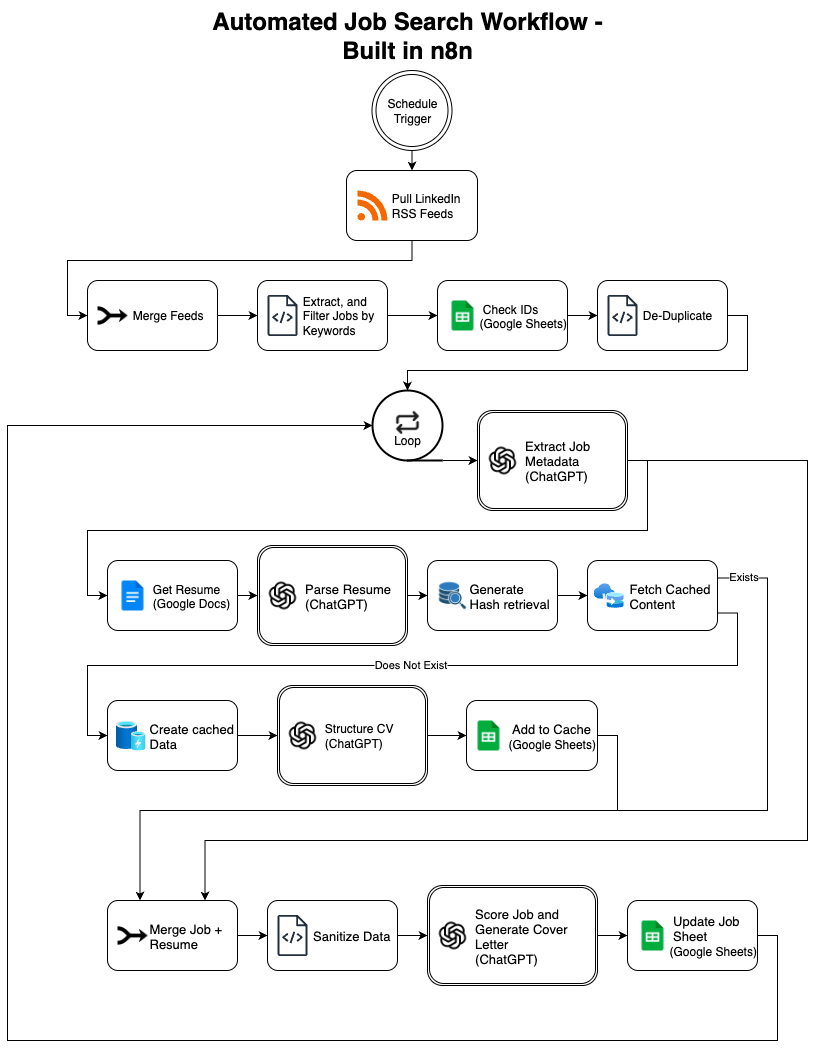 Automated Job Search Workflow -
Built in n8n
Schedule
Trigger
Pull LinkedIn
RSS Feeds
Merge Feeds
Extract, and
Filter Jobs by
Keywords
Check IDs
(Google Sheets)
De-Duplicate
Loop
Extract Job
Metadata
(ChatGPT)
Get Resume
(Google Docs)
Parse Resume
(ChatGPT)
Generate
Hash retrieval
Fetch Cached
Content
Exists
Does Not Exist
Create cached
Data
Structure CV
(ChatGPT)
Add to Cache
(Google Sheets)
Merge Job +
Resume
Sanitize Data
Score Job and
Generate Cover
Letter
(ChatGPT)
Update Job
Sheet
(Google Sheets)